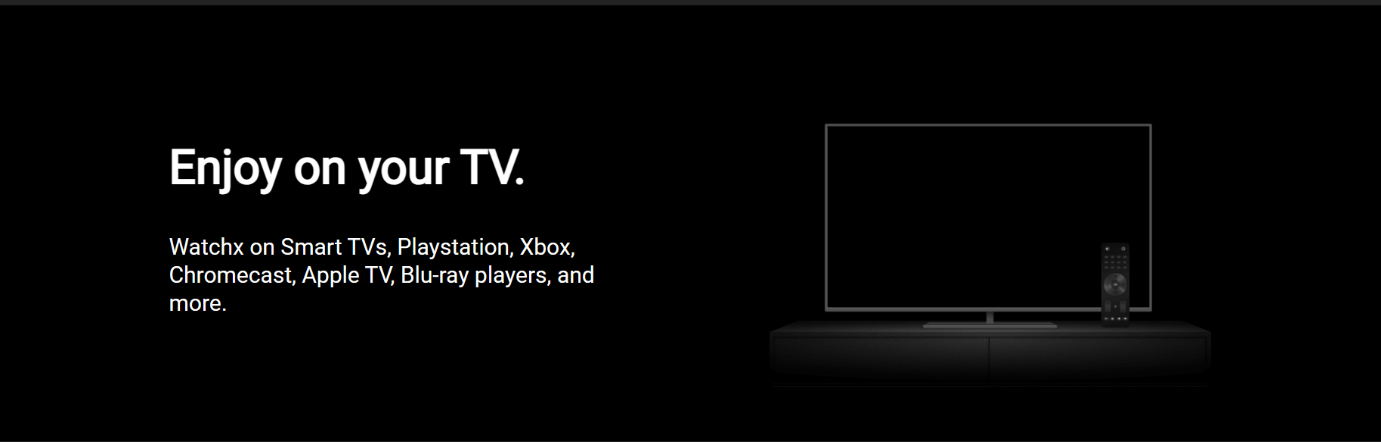 Enjoy on your TV.
Watchx on Smart TVs, Playstation, Xbox,
Chromecast, Apple TV, Blu-ray players, and
more.